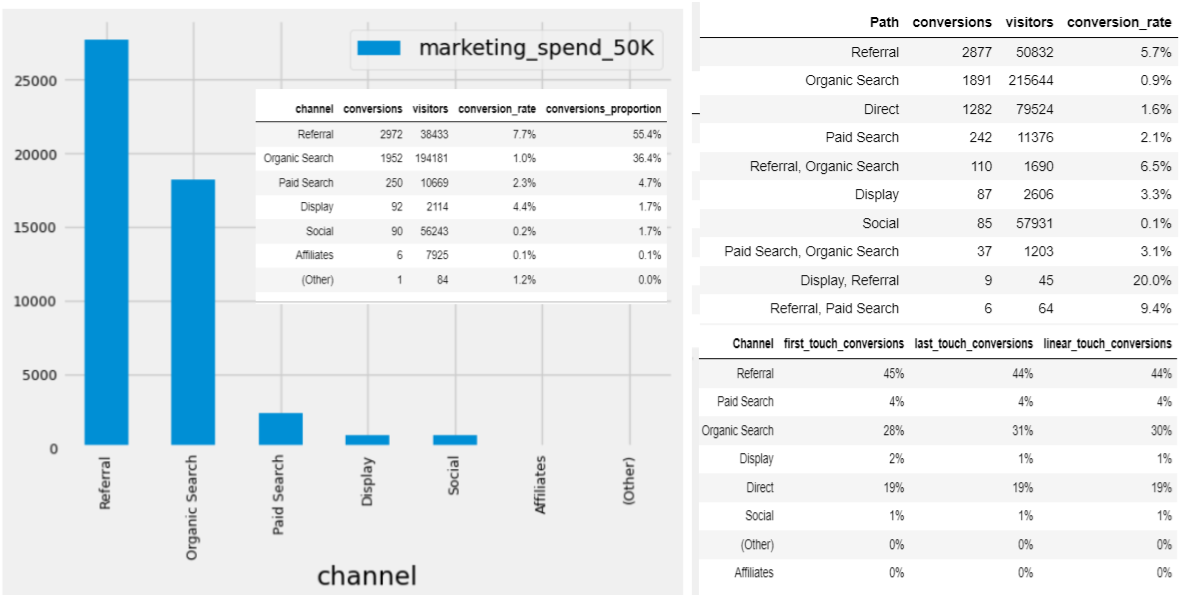 marketing_spend_50K
25000
20000
15000
10000
5000
0
channel conversions visitors conversion_rate conversions_proportion
Referral 2972 38433 7.7% 55.4%
Organic Search 1952 194181 1.0% 36.4%
Paid Search 250 10669 2.3% 4.7%
Display 92 2114 4.4% 1.7%
Social 90 56243 0.2% 1.7%
Affiliates 6 7925 0.1% 0.1%
(Other) 1 84 1.2% 0.0%
Referral
Organic Search
Paid Search
Display
Social
Affiliates
(Other)
channel
Path conversions visitors conversion_rate
Referral 2877 50832 5.7%
Organic Search 1891 215644 0.9%
Direct 1282 79524 1.6%
Paid Search 242 11376 2.1%
Referral, Organic Search 110 1690 6.5%
Display 87 2606 3.3%
Social 85 57931 0.1%
Paid Search, Organic Search 37 1203 3.1%
Display, Referral 9 45 20.0%
Referral, Paid Search 6 64 9.4%
Channel first_touch_conversions last_touch_conversions linear_touch_conversions
Referral 45% 44% 44%
Paid Search 4% 4% 4%
Organic Search 28% 31% 30%
Display 2% 1% 1%
Direct 19% 19% 19%
Social 1% 1% 1%
(Other) 0% 0% 0%
Affiliates 0% 0% 0%